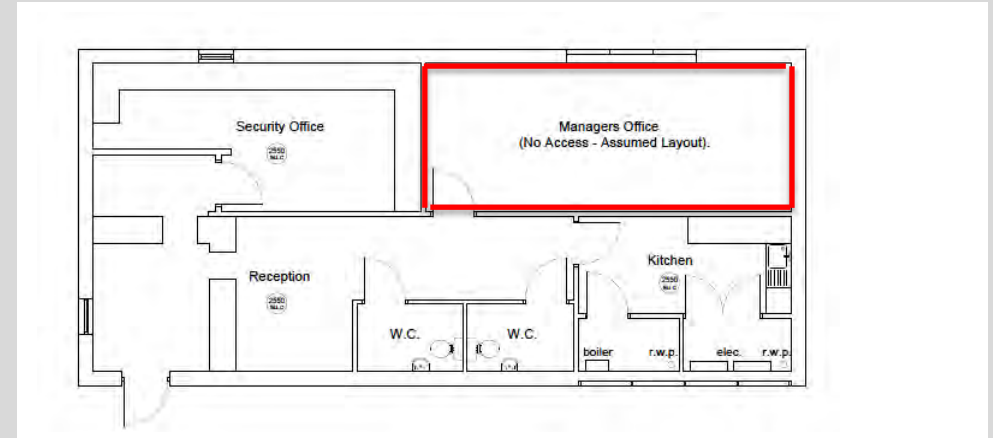 Security Office
2550
Managers Office
(No Access - Assumed Layout).
Reception
2550
Kitchen
2550
W.C.
W.C.
boiler
r.w.p.
elec.
r.w.p.